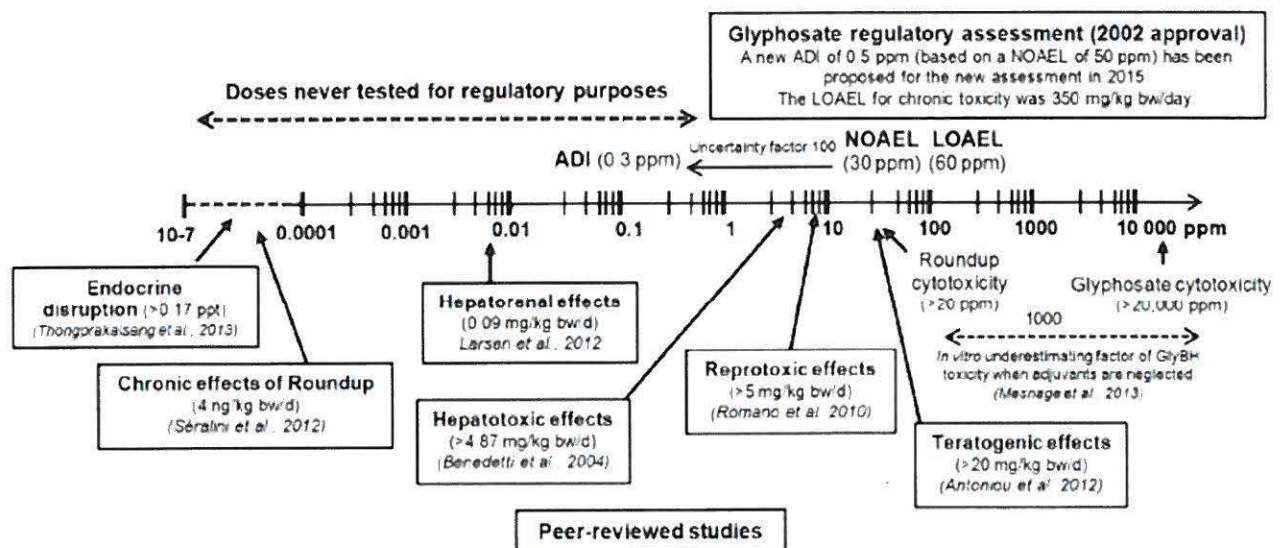 Glyphosate regulatory assessment (2002 approval)
A new ADI of 0.5 ppm (based on a NOAEL of 50 ppm) has been
proposed for the new assessment in 2015
The LOAEL for chronic toxicity was 350 mg/kg bw/day
Doses never tested for regulatory purposes
ADI (0.3 ppm)
Uncertainty factor 100
NOAEL LOAEL
(30 ppm) (60 ppm)
10-7 0.0001 0.001 0.01 0.1 1 10 100 1000 10 000 ppm
Endocrine
disruption (>0.17 ppt)
(Thongprakaisang et al., 2013)
Chronic effects of Roundup
(4 ng/kg bw/d)
(Séralini et al., 2012)
Hepatorenal effects
(0.09 mg/kg bw/d)
Larsen et al., 2012
Hepatotoxic effects
(>4.87 mg/kg bw/d)
(Benedetti et al., 2004)
Reprotoxic effects
(>5 mg/kg bw/d)
(Romano et al. 2010)
Roundup
cytotoxicity
(>20 ppm)
Glyphosate cytotoxicity
(>20,000 ppm)
1000
In vitro underestimating factor of GlyBH
toxicity when adjuvants are neglected
(Mesnage et al., 2013)
Teratogenic effects
(>20 mg/kg bw/d)
(Antoniou et al. 2012)
Peer-reviewed studies